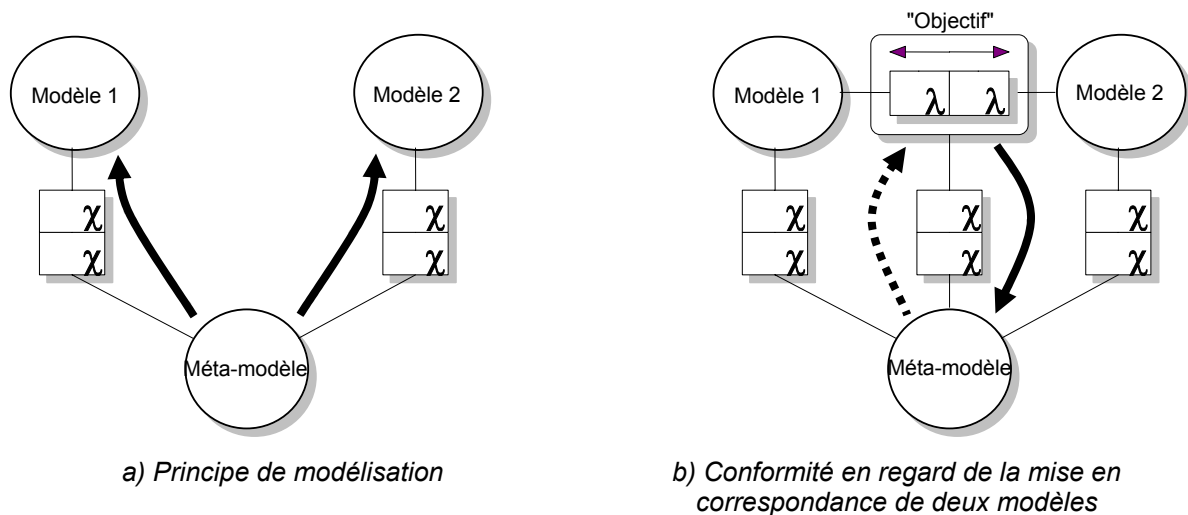 Modèle 1
Modèle 2
χ
χ
χ
χ
Méta-modèle
a) Principe de modélisation
"Objectif"
Modèle 1
λ λ
Modèle 2
χ
χ
χ
χ
χ
χ
Méta-modèle
b) Conformité en regard de la mise en
correspondance de deux modèles